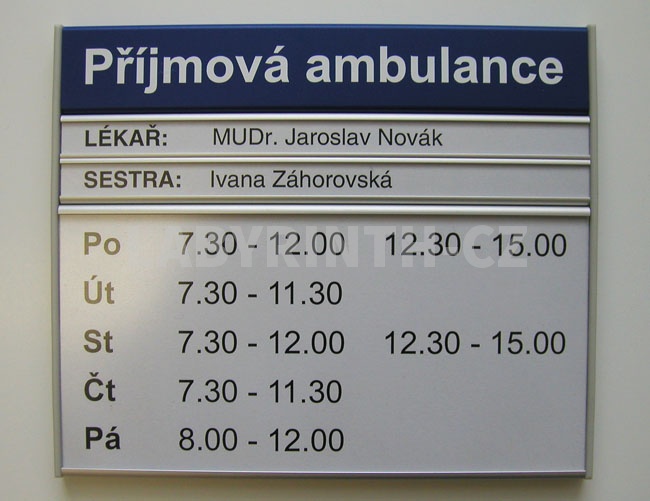 Příjmová ambulance
LÉKAŘ: MUDr. Jaroslav Novák
SESTRA: Ivana Záhorovská
Po 7.30 - 12.00 12.30 - 15.00
Út 7.30 - 11.30
St 7.30 - 12.00 12.30 - 15.00
Čt 7.30 - 11.30
Pá 8.00 - 12.00